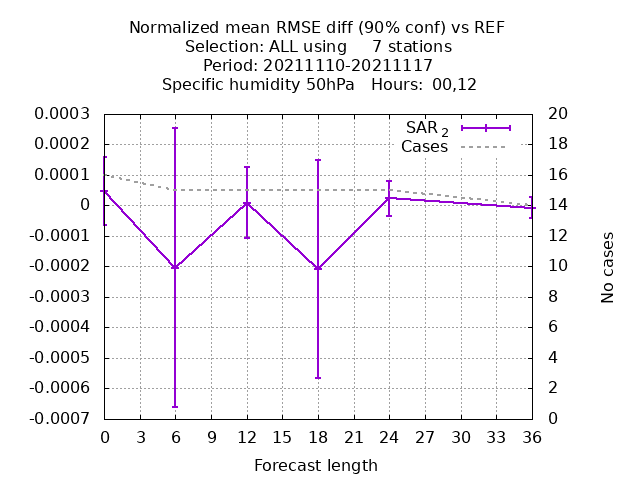 Normalized mean RMSE diff (90% conf) vs REF
Selection: ALL using     7 stations
Period: 20211110-20211117
Specific humidity 50hPa   Hours:  00,12
0.0003
0.0002
0.0001
0
-0.0001
-0.0002
-0.0003
-0.0004
-0.0005
-0.0006
-0.0007
SAR 2
Cases
20
18
16
14
12
10
8
6
4
2
0
No cases
0 3 6 9 12 15 18 21 24 27 30 33 36
Forecast length